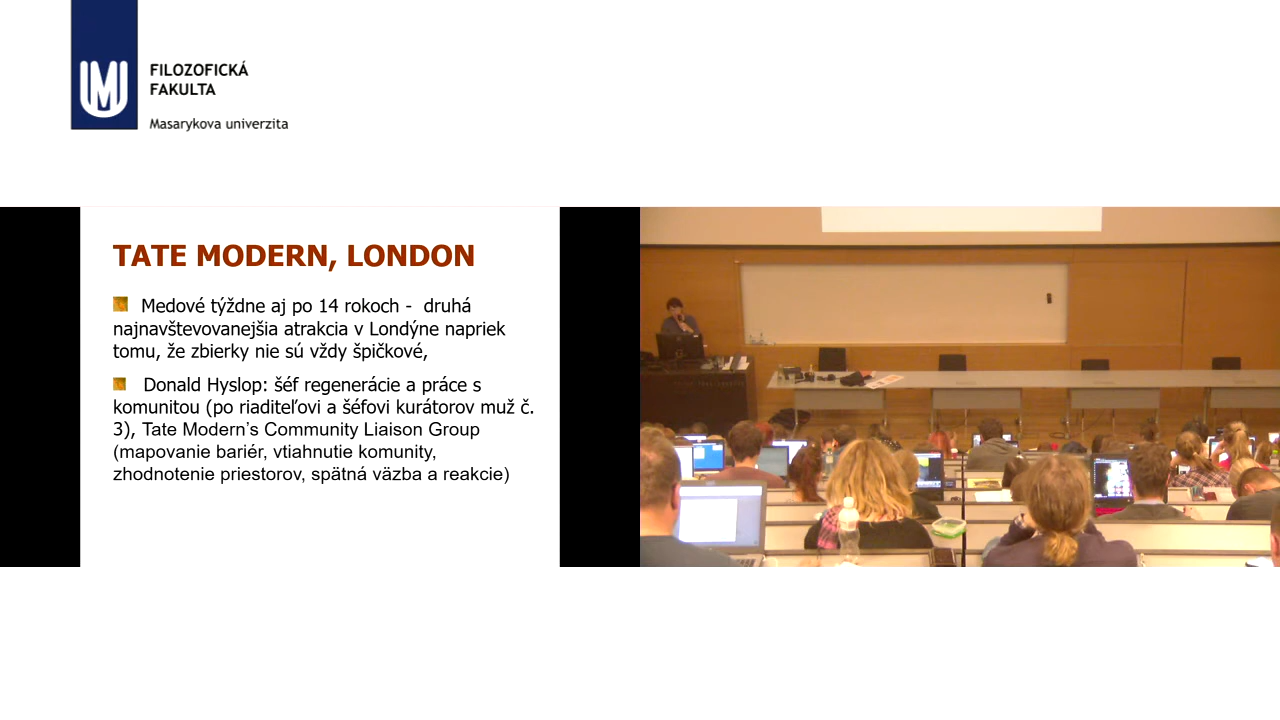 FILOZOFICKÁ
FAKULTA
Masarykova univerzita
TATE MODERN, LONDON
Medové týždne aj po 14 rokoch -  druhá
najnavštevovanejšia atrakcia v Londýne napriek
tomu, že zbierky nie sú vždy špičkové,
Donald Hyslop: šéf regenerácie a práce s
komunitou (po riaditeľovi a šéfovi kurátorov muž č.
3), Tate Modern’s Community Liaison Group
(mapovanie bariér, vtiahnutie komunity,
zhodnotenie priestorov, spätná väzba a reakcie)